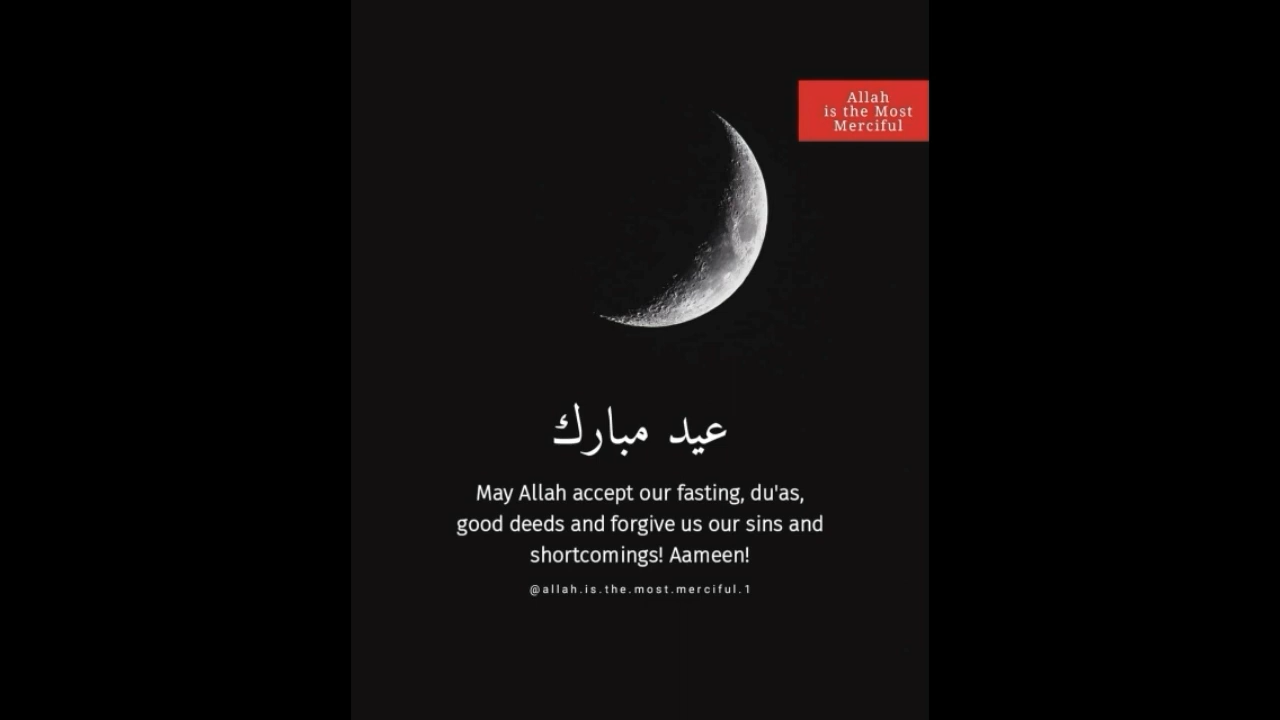 Allah
is the Most
Merciful
عيد مبارك
May Allah accept our fasting, du'as,
good deeds and forgive us our sins and
shortcomings! Aameen!
@allah.is.the.most.merciful.1